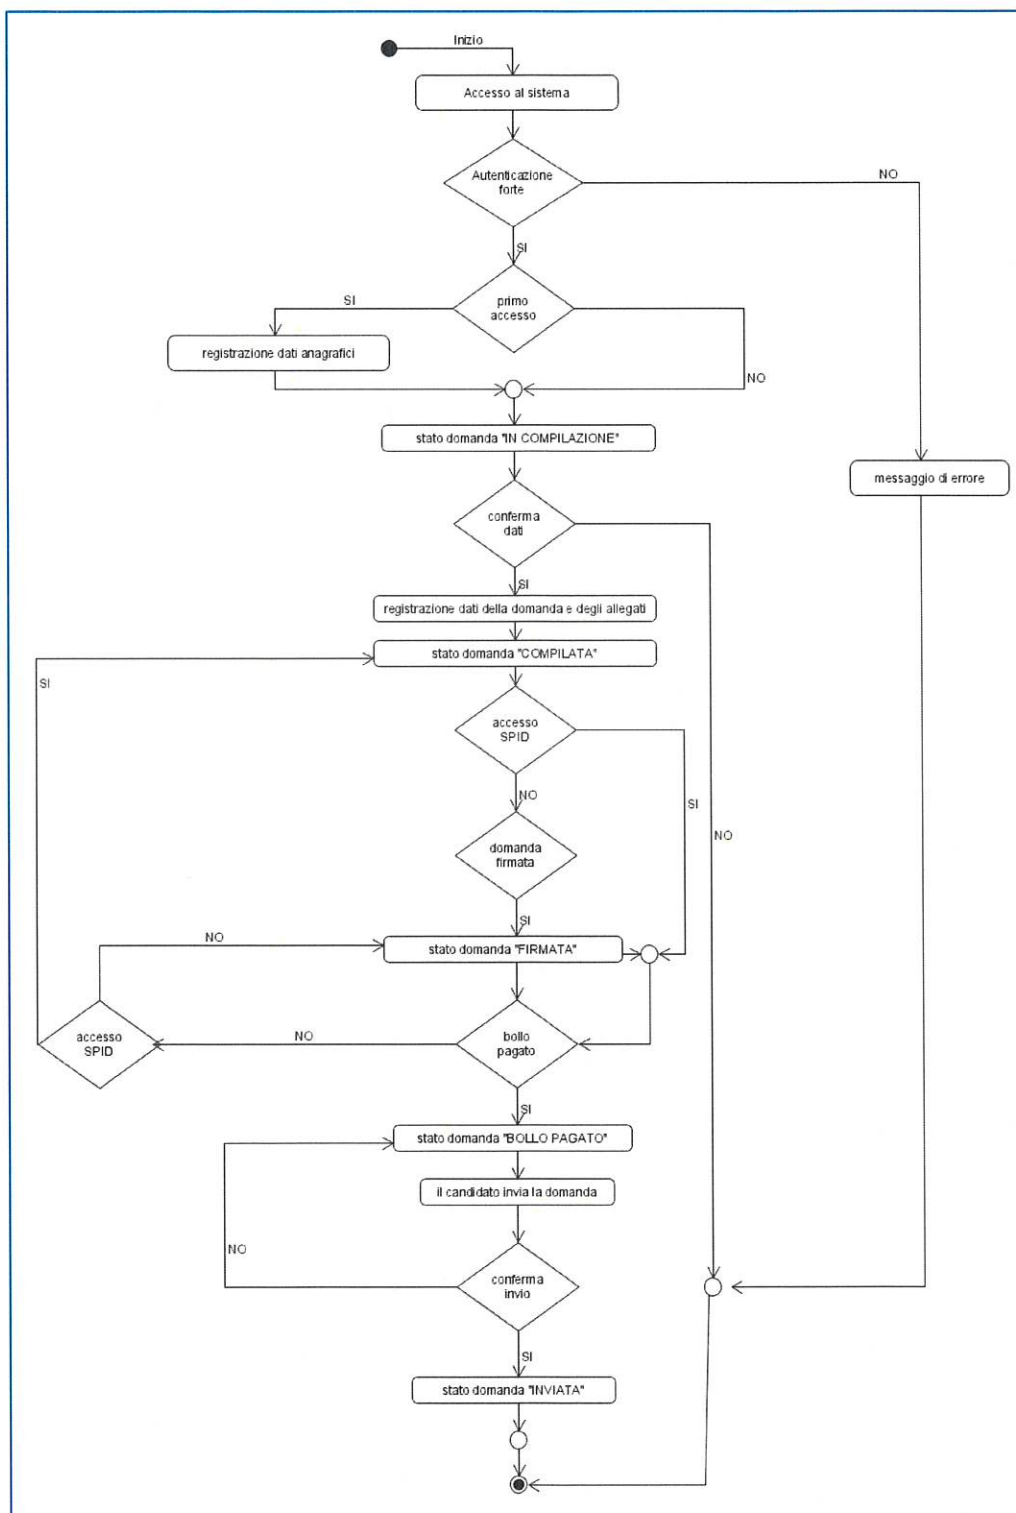 Inizio
Accesso al sistema
Autenticazione
forte
NO
SI
primo
accesso
SI
registrazione dati anagrafici
NO
stato domanda "IN COMPILAZIONE"
messaggio di errore
conferma
dati
SI
registrazione dati della domanda e degli allegati
stato domanda "COMPILATA"
SI
accesso
SPID
NO
SI
NO
domanda
firmata
SI
NO
stato domanda "FIRMATA"
accesso
SPID
NO
bollo
pagato
SI
stato domanda "BOLLO PAGATO"
il candidato invia la domanda
NO
conferma
invio
SI
stato domanda "INVIATA"